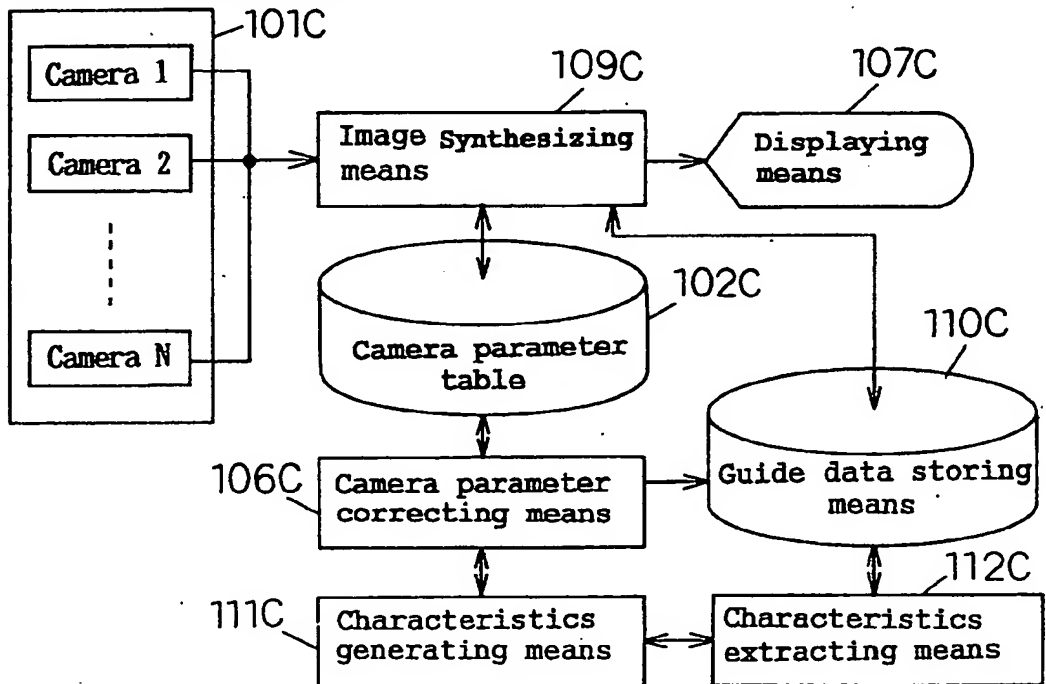 101C
Camera 1
Camera 2
Camera N
109C
Image Synthesizing
means
107C
Displaying
means
102C
Camera parameter
table
110C
Guide data storing
means
106C
Camera parameter
correcting means
112C
111C
Characteristics
generating means
Characteristics
extracting means